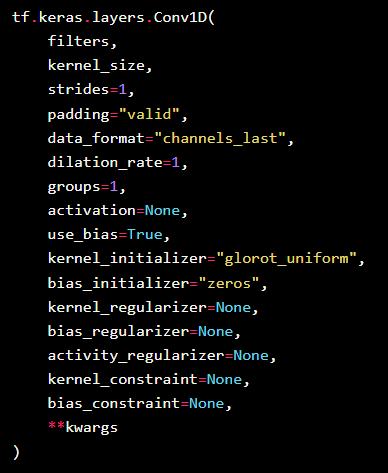 tf.keras.layers.Conv1D(
    filters,
    kernel_size,
    strides=1,
    padding="valid",
    data_format="channels_last",
    dilation_rate=1,
    groups=1,
    activation=None,
    use_bias=True,
    kernel_initializer="glorot_uniform",
    bias_initializer="zeros",
    kernel_regularizer=None,
    bias_regularizer=None,
    activity_regularizer=None,
    kernel_constraint=None,
    bias_constraint=None,
    **kwargs
)